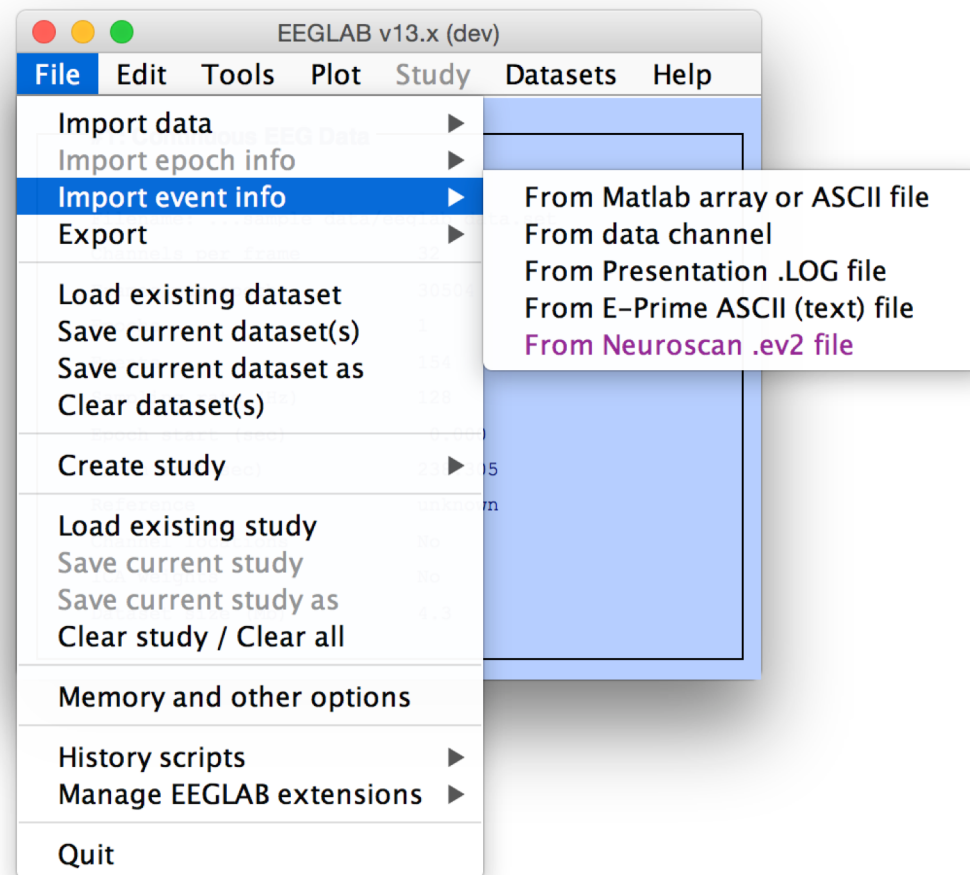 EEGLAB v13.x (dev)
File Edit Tools Plot Study Datasets Help
Import data
Import epoch info
Import event info
Export
From Matlab array or ASCII file
From data channel
From Presentation .LOG file
From E-Prime ASCII (text) file
From Neuroscan .ev2 file
Load existing dataset
Save current dataset(s)
Save current dataset as
Clear dataset(s)
Create study
Load existing study
Save current study
Save current study as
Clear study / Clear all
Memory and other options
History scripts
Manage EEGLAB extensions
Quit